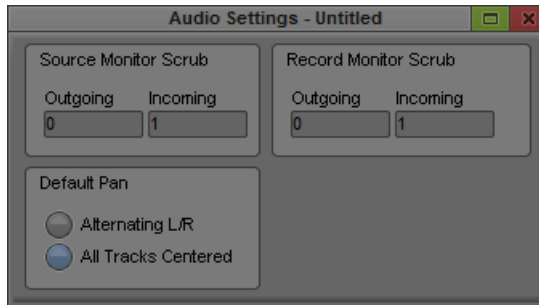 Audio Settings - Untitled
Source Monitor Scrub
Outgoing Incoming
0 1
Record Monitor Scrub
Outgoing Incoming
0 1
Default Pan
Alternating L/R
All Tracks Centered